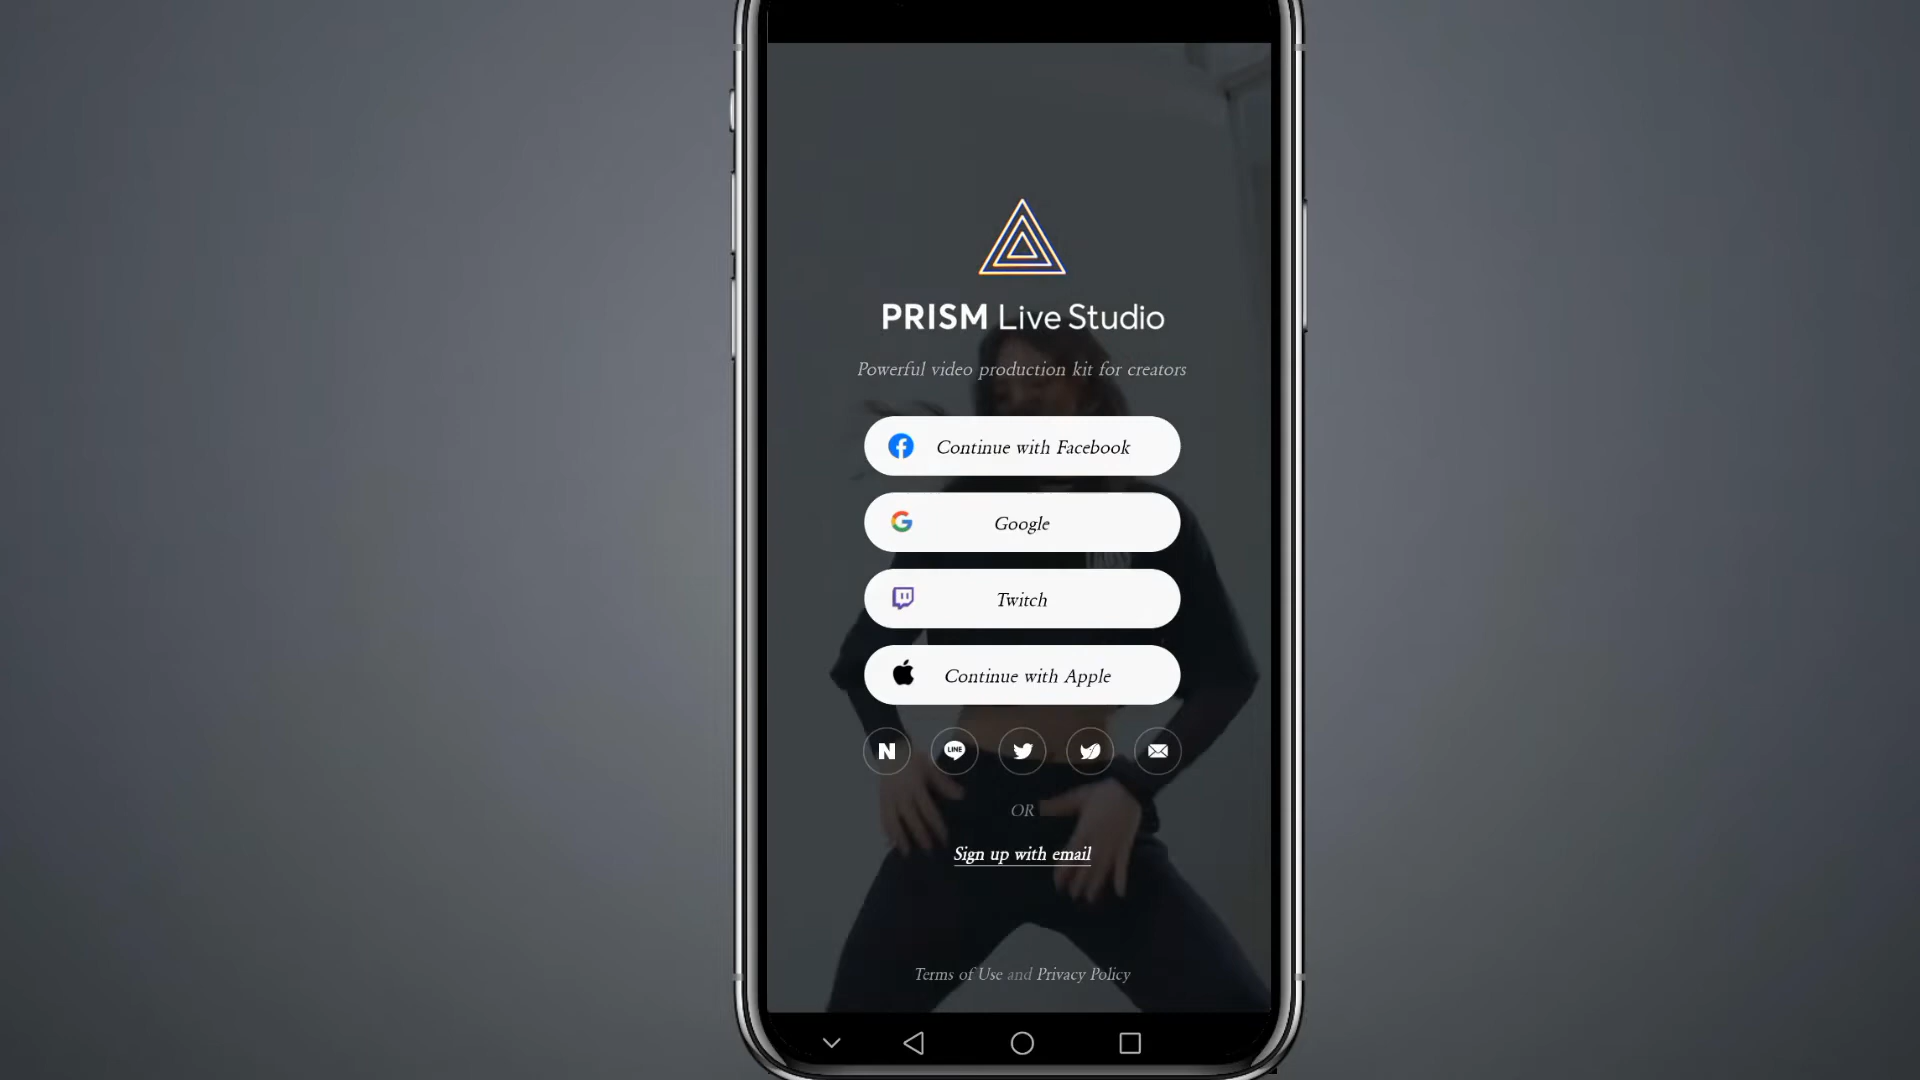 PRISM Live Studio
Powerful video production kit for creators
Continue with Facebook
Google
Twitch
Continue with Apple
N
LINE
OR
Sign up with email
Terms of Use and Privacy Policy